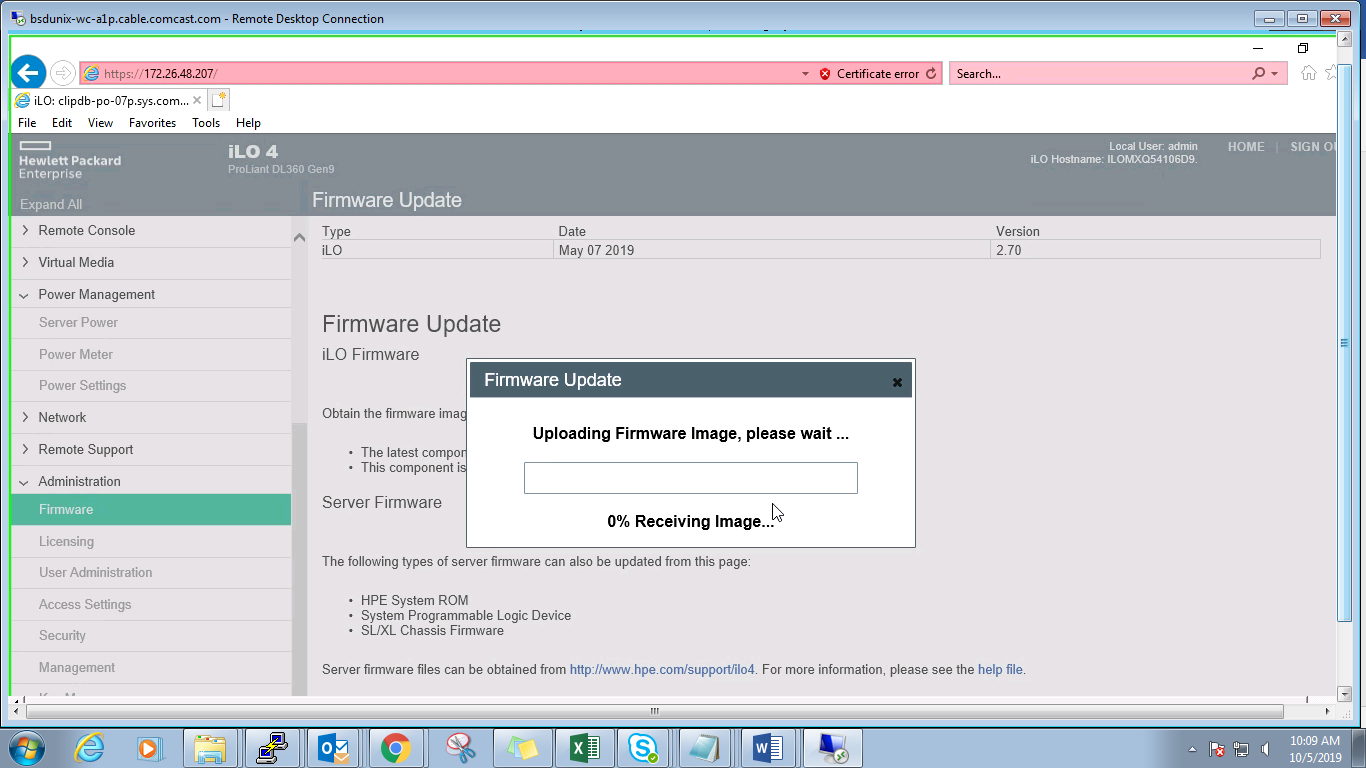 bsdunix-wc-a1p.cable.comcast.com - Remote Desktop Connection
https://172.26.48.207/
Certificate error
Search...
iLO: clipdb-po-07p.sys.com...
File Edit View Favorites Tools Help
Hewlett Packard
Enterprise
iLO 4
ProLiant DL360 Gen9
Local User: admin
iLO Hostname: ILOMXQ54106D9.
HOME
SIGN OU
Expand All
Firmware Update
Remote Console
Virtual Media
Power Management
Server Power
Power Meter
Power Settings
Network
Remote Support
Administration
Firmware
Licensing
User Administration
Access Settings
Security
Management
Type Date Version
iLO May 07 2019 2.70
Firmware Update
iLO Firmware
Obtain the firmware imag
• The latest compor
• This component is
Server Firmware
The following types of server firmware can also be updated from this page:
• HPE System ROM
• System Programmable Logic Device
• SL/XL Chassis Firmware
Server firmware files can be obtained from http://www.hpe.com/support/ilo4. For more information, please see the help file.
Firmware Update
Uploading Firmware Image, please wait ...
0% Receiving Image...
10:09 AM
10/5/2019